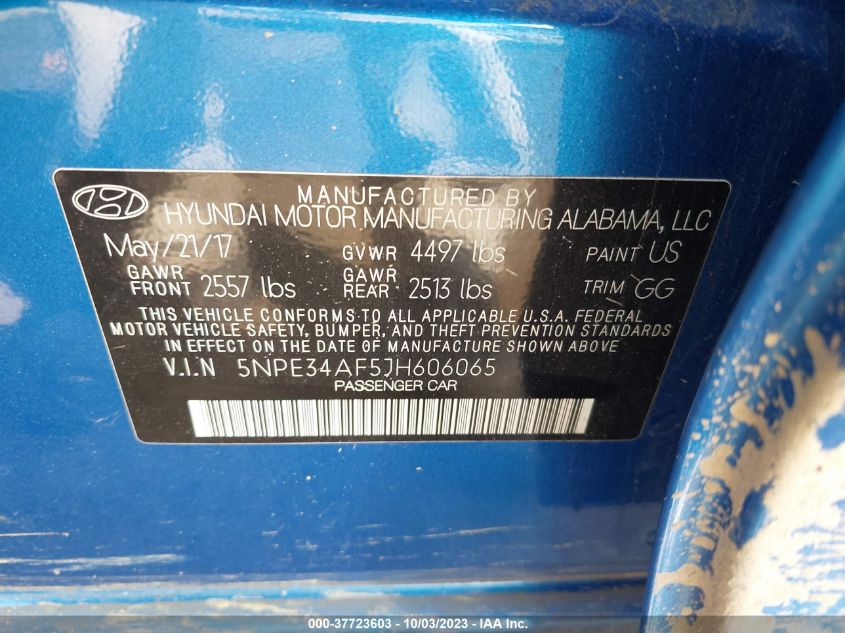 MANUFACTURED BY
HYUNDAI MOTOR MANUFACTURING ALABAMA, LLC
May/21/17 GVWR 4497 lbs PAINT US
GAWR FRONT 2557 lbs GAWR REAR 2513 lbs TRIM GG
THIS VEHICLE CONFORMS TO ALL APPLICABLE U.S.A. FEDERAL
MOTOR VEHICLE SAFETY, BUMPER, AND THEFT PREVENTION STANDARDS
IN EFFECT ON THE DATE OF MANUFACTURE SHOWN ABOVE
V.I.N 5NPE34AF5JH606065
PASSENGER CAR
000-37723603 - 10/03/2023 - IAA Inc.